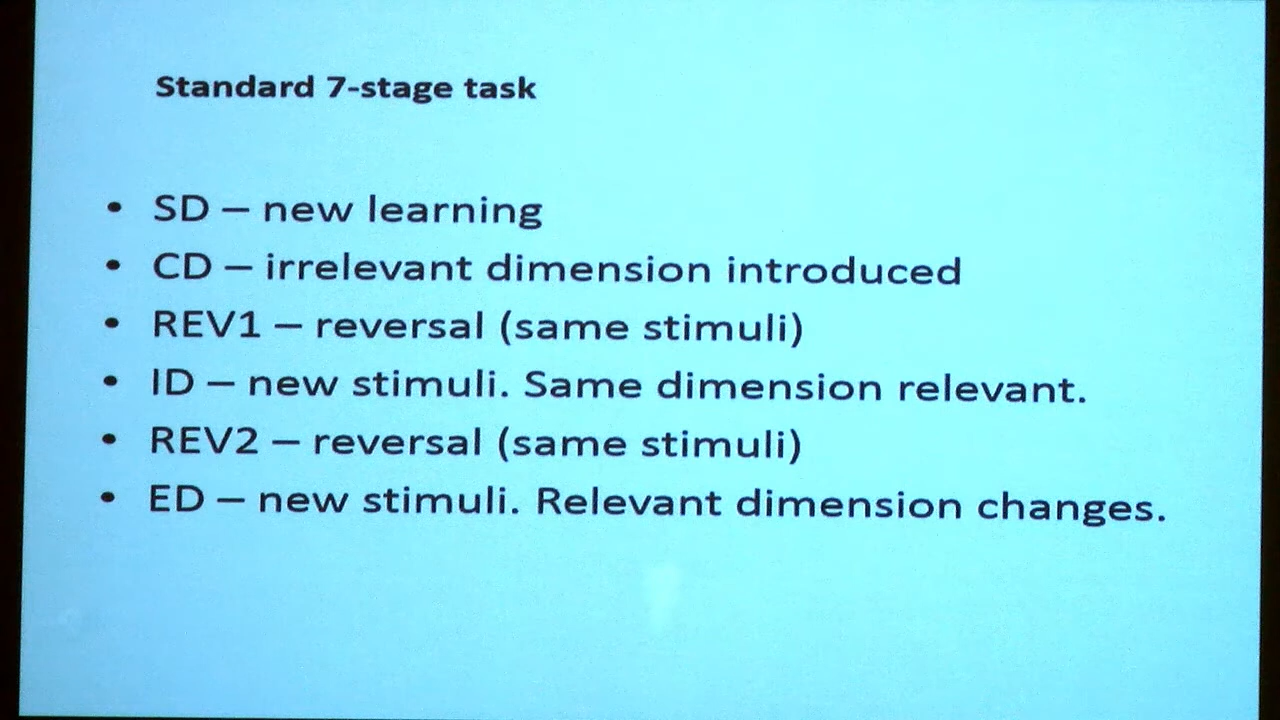 Standard 7-stage task
• SD – new learning
• CD – irrelevant dimension introduced
• REV1 – reversal (same stimuli)
• ID – new stimuli. Same dimension relevant.
• REV2 – reversal (same stimuli)
• ED – new stimuli. Relevant dimension changes.